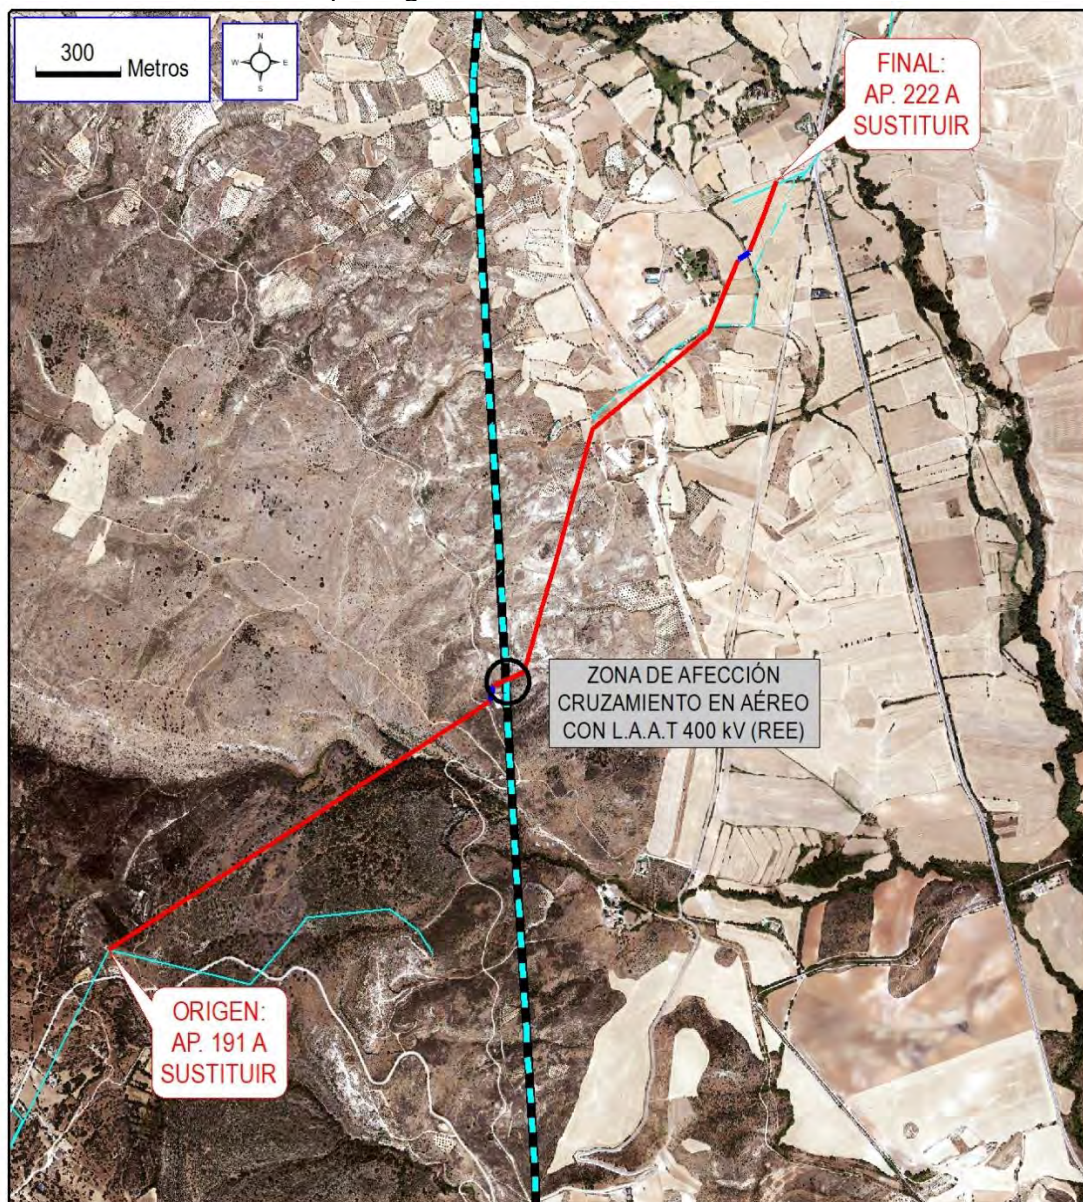 300
Metros
N
W E
S
FINAL:
AP. 222 A
SUSTITUIR
ZONA DE AFECCIÓN
CRUZAMIENTO EN AÉREO
CON L.A.A.T 400 kV (REE)
ORIGEN:
AP. 191 A
SUSTITUIR